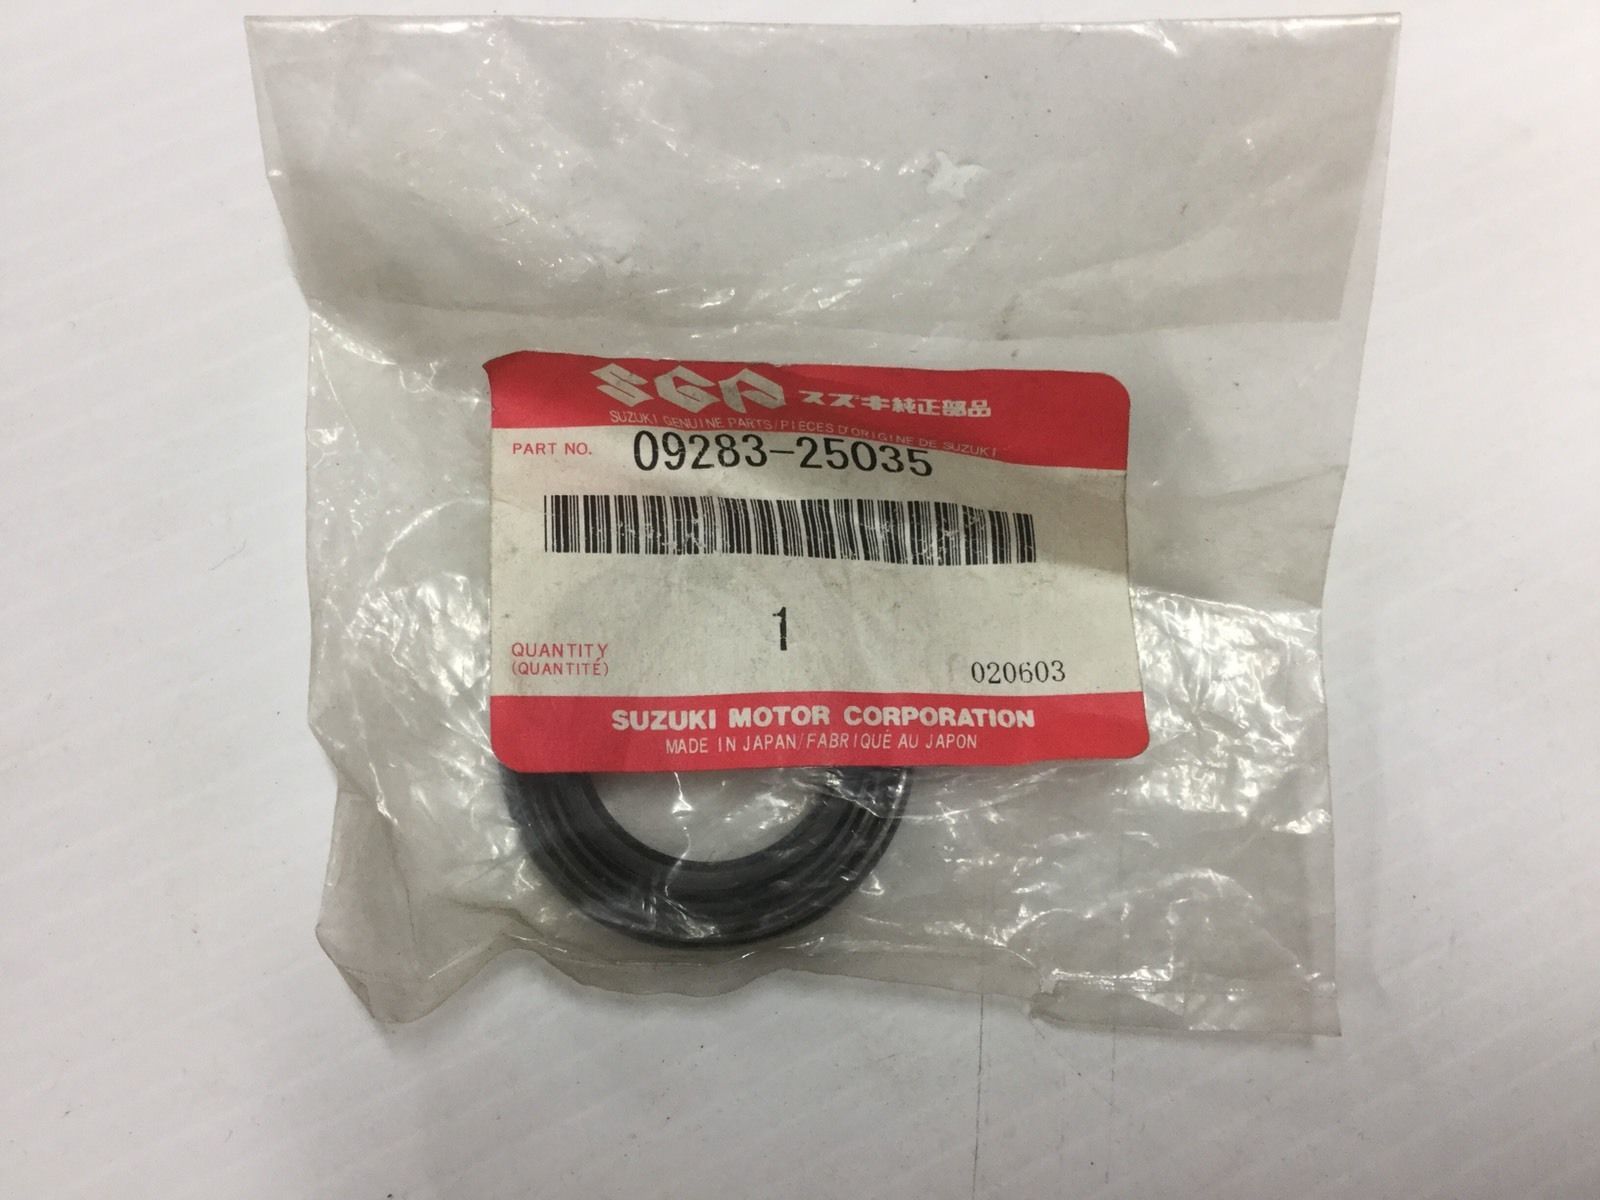 SGP スズキ純正部品
SUZUKI GENUINE PARTS/PIECES D'ORIGINE DE SUZUKI
PART NO. 09283-25035
1
QUANTITY
(QUANTITÉ)
020603
SUZUKI MOTOR CORPORATION
MADE IN JAPAN/FABRIQUÉ AU JAPON